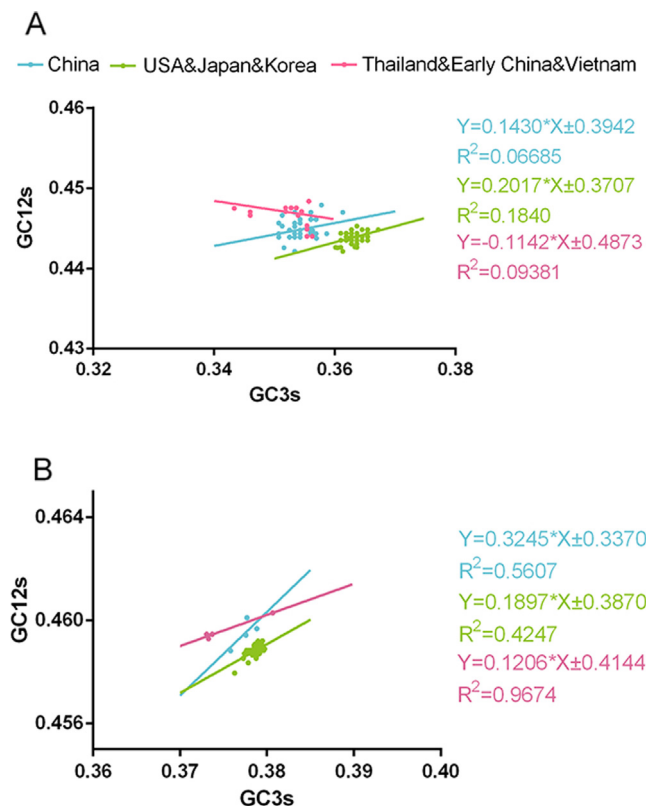 A
China USA&Japan&Korea Thailand&Early China&Vietnam
0.46
0.45
0.44
0.43
GC12s
0.32 0.34 0.36 0.38
GC3s
Y=0.1430*X±0.3942
R²=0.06685
Y=0.2017*X±0.3707
R²=0.1840
Y=-0.1142*X±0.4873
R²=0.09381
B
0.464
0.460
0.456
GC12s
0.36 0.37 0.38 0.39 0.40
GC3s
Y=0.3245*X±0.3370
R²=0.5607
Y=0.1897*X±0.3870
R²=0.4247
Y=0.1206*X±0.4144
R²=0.9674